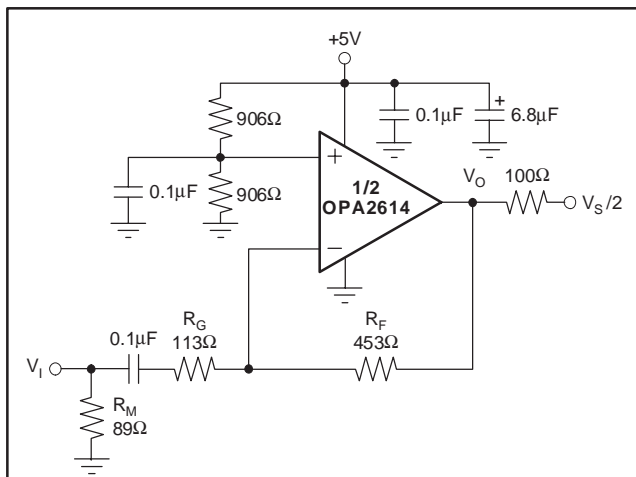 +5V
906Ω
0.1μF
6.8μF
0.1μF
906Ω
+
1/2
OPA2614
−
V_O
100Ω
V_S/2
R_G
113Ω
R_F
453Ω
0.1μF
V_I
R_M
89Ω